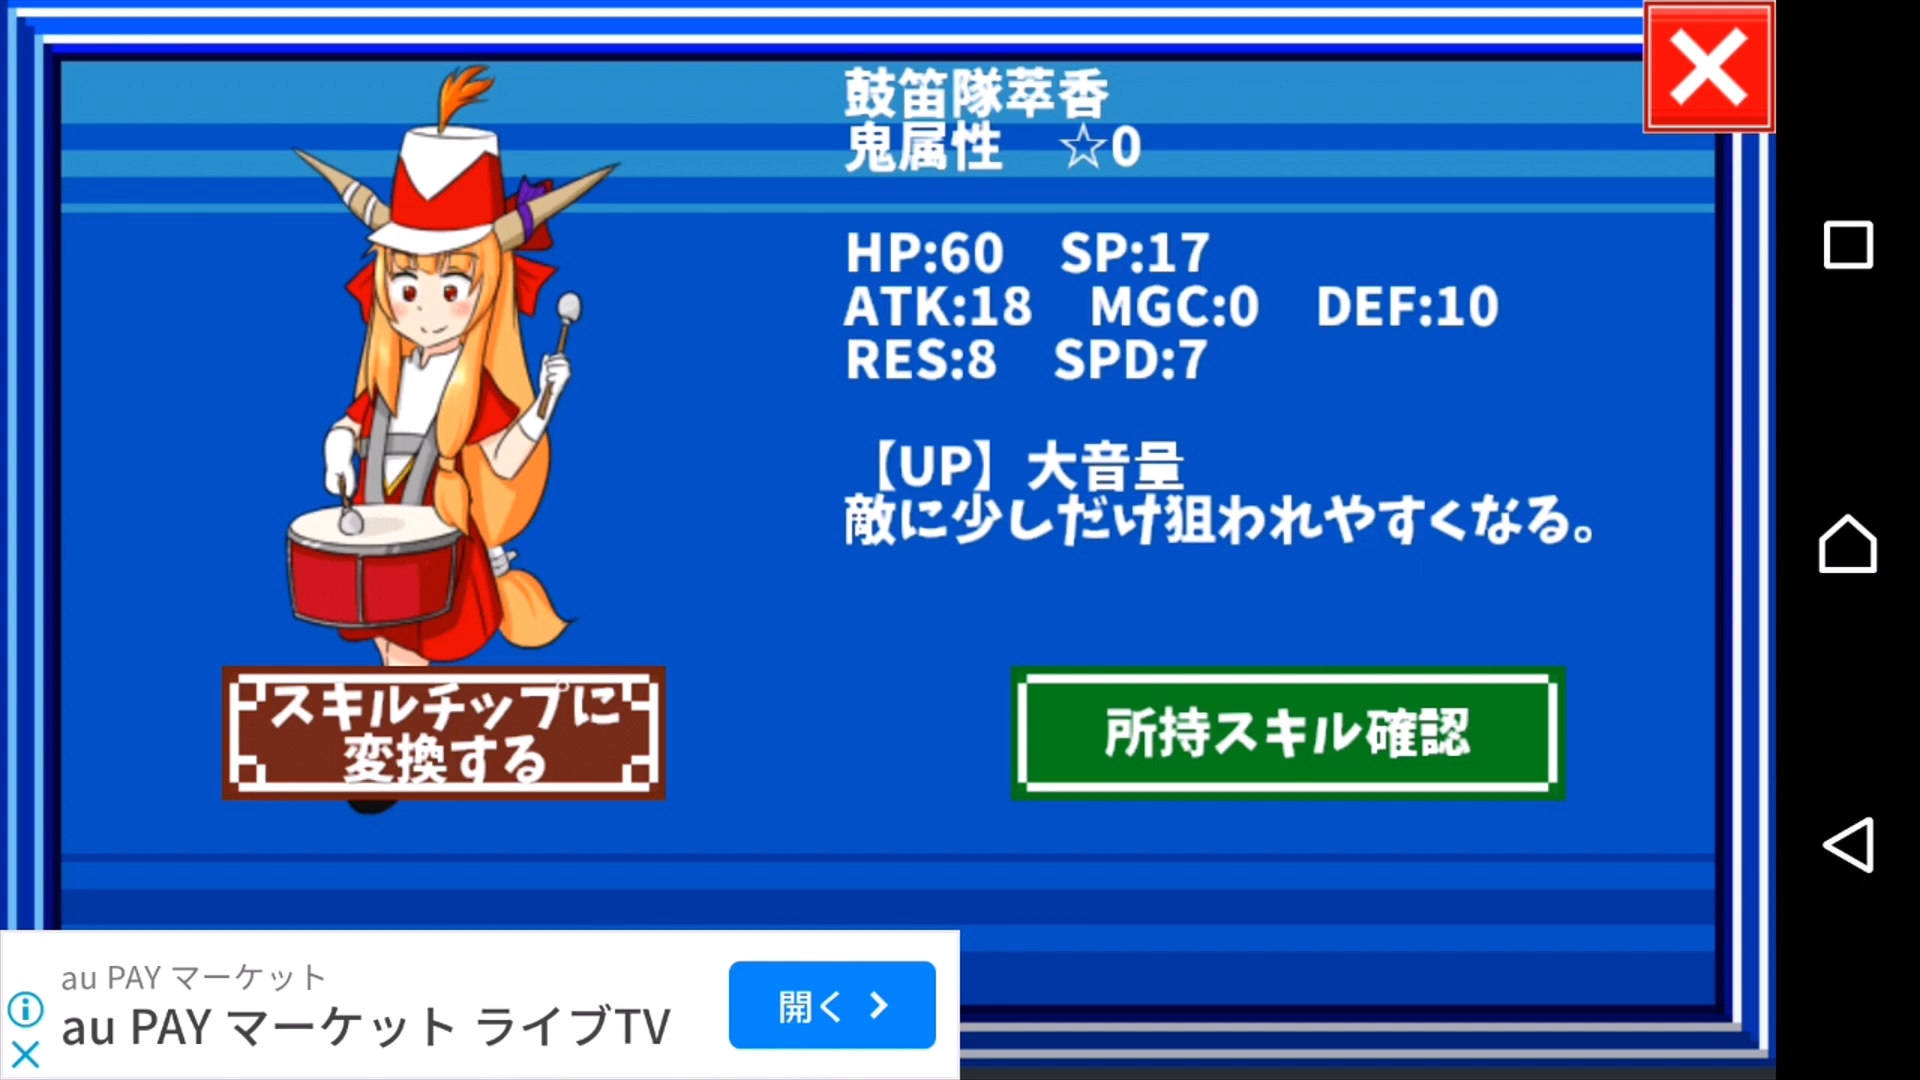 鼓笛隊萃香
鬼属性　☆0
HP:60　SP:17
ATK:18　MGC:0　DEF:10
RES:8　SPD:7
【UP】大音量
敵に少しだけ狙われやすくなる。
スキルチップに
変換する
所持スキル確認
au PAY マーケット
au PAY マーケット ライブTV
開く